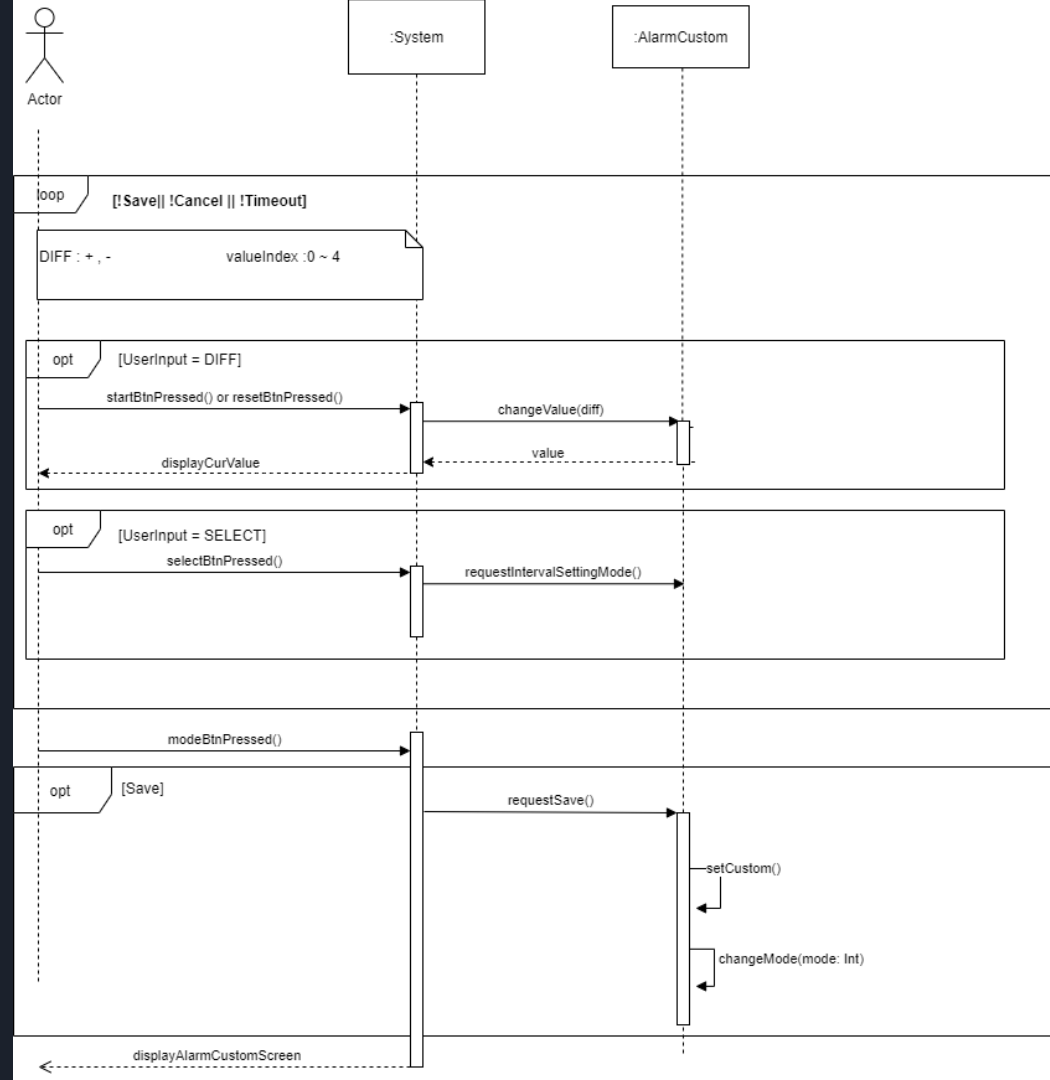 :System
:AlarmCustom
Actor
loop
[!Save|| !Cancel || !Timeout]
DIFF : + , - valueIndex :0 ~ 4
opt
[UserInput = DIFF]
startBtnPressed() or resetBtnPressed()
changeValue(diff)
value
displayCurValue
opt
[UserInput = SELECT]
selectBtnPressed()
requestIntervalSettingMode()
modeBtnPressed()
opt
[Save]
requestSave()
setCustom()
changeMode(mode: Int)
displayAlarmCustomScreen